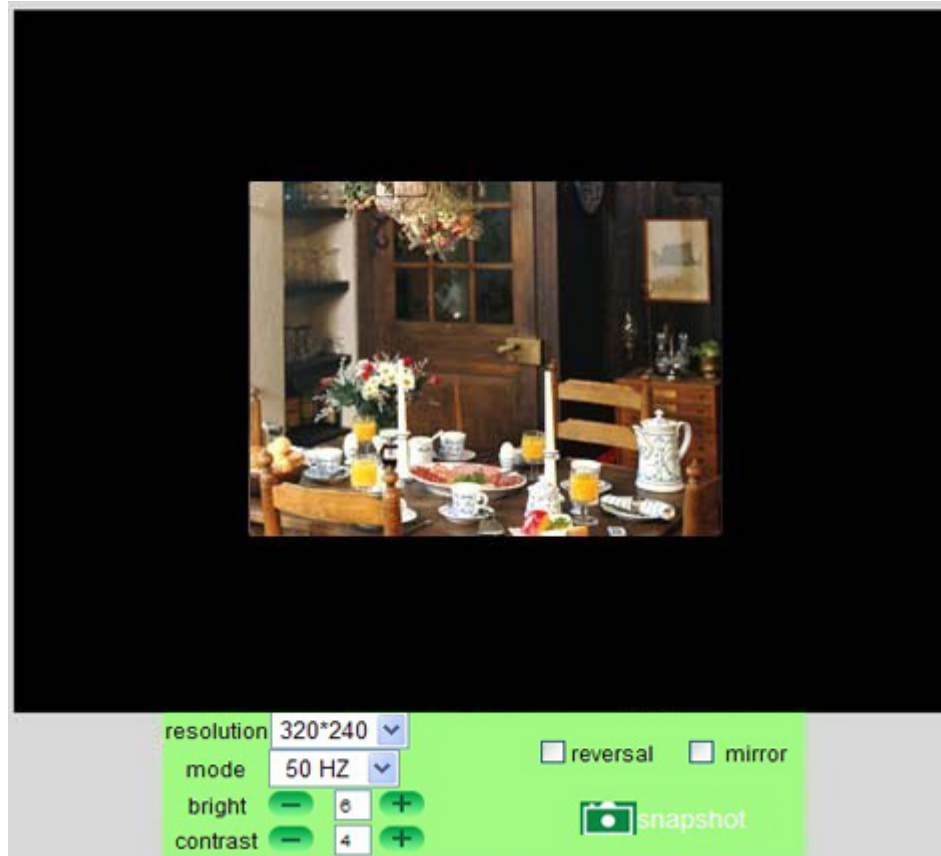 resolution 320*240
mode 50 HZ
bright 6
contrast 4
reversal mirror
snapshot